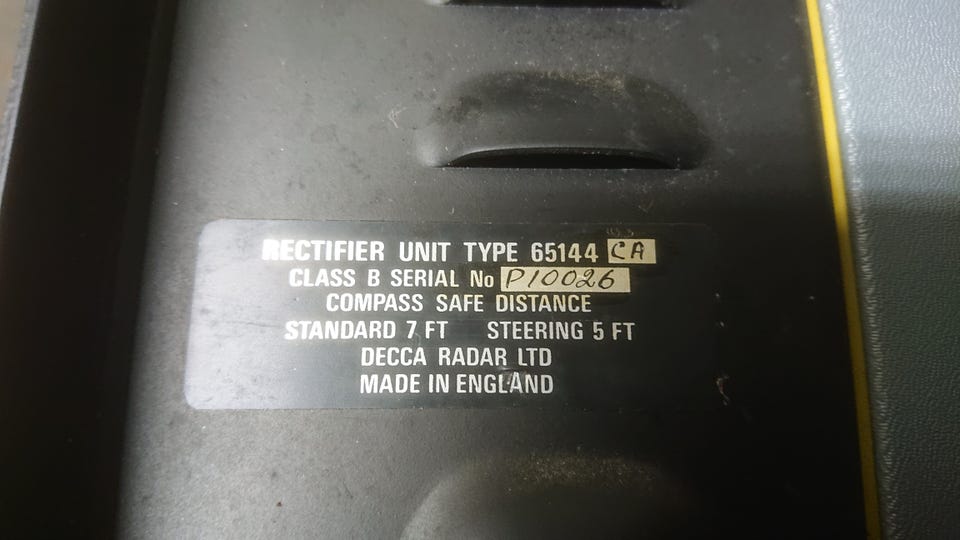 RECTIFIER UNIT TYPE 65144 CA
CLASS B SERIAL No P10026
COMPASS SAFE DISTANCE
STANDARD 7 FT STEERING 5 FT
DECCA RADAR LTD
MADE IN ENGLAND